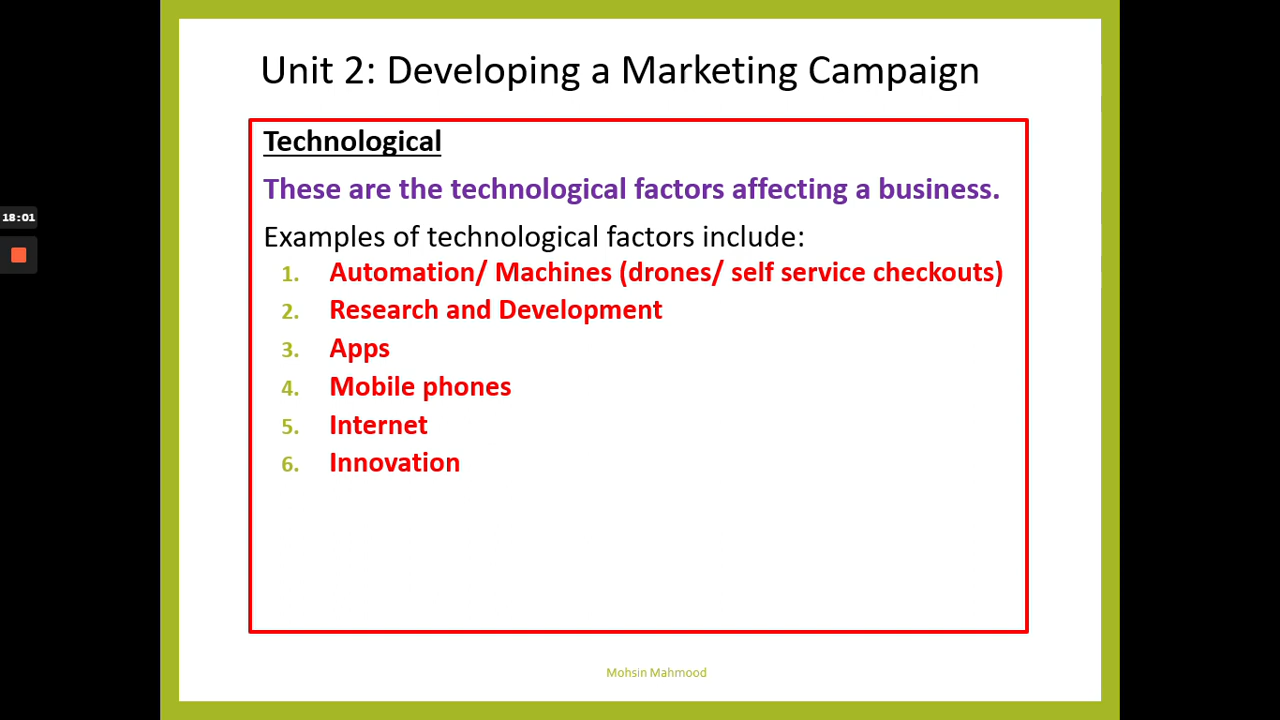 Unit 2: Developing a Marketing Campaign
Technological
These are the technological factors affecting a business.
Examples of technological factors include:
1. Automation/ Machines (drones/ self service checkouts)
2. Research and Development
3. Apps
4. Mobile phones
5. Internet
6. Innovation
18:01
Mohsin Mahmood